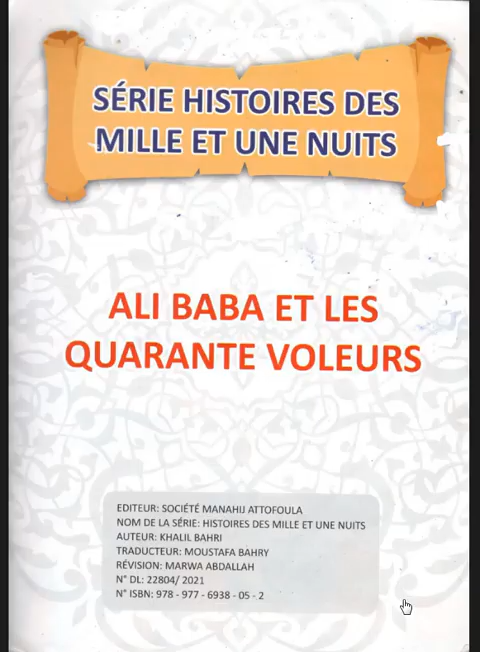 SÉRIE HISTOIRES DES
MILLE ET UNE NUITS
ALI BABA ET LES
QUARANTE VOLEURS
EDITEUR: SOCIÉTÉ MANAHIJ ATTOFOULA
NOM DE LA SÉRIE: HISTOIRES DES MILLE ET UNE NUITS
AUTEUR: KHALIL BAHRI
TRADUCTEUR: MOUSTAFA BAHRY
RÉVISION: MARWA ABDALLAH
N° DL: 22804/ 2021
N° ISBN: 978 - 977 - 6938 - 05 - 2